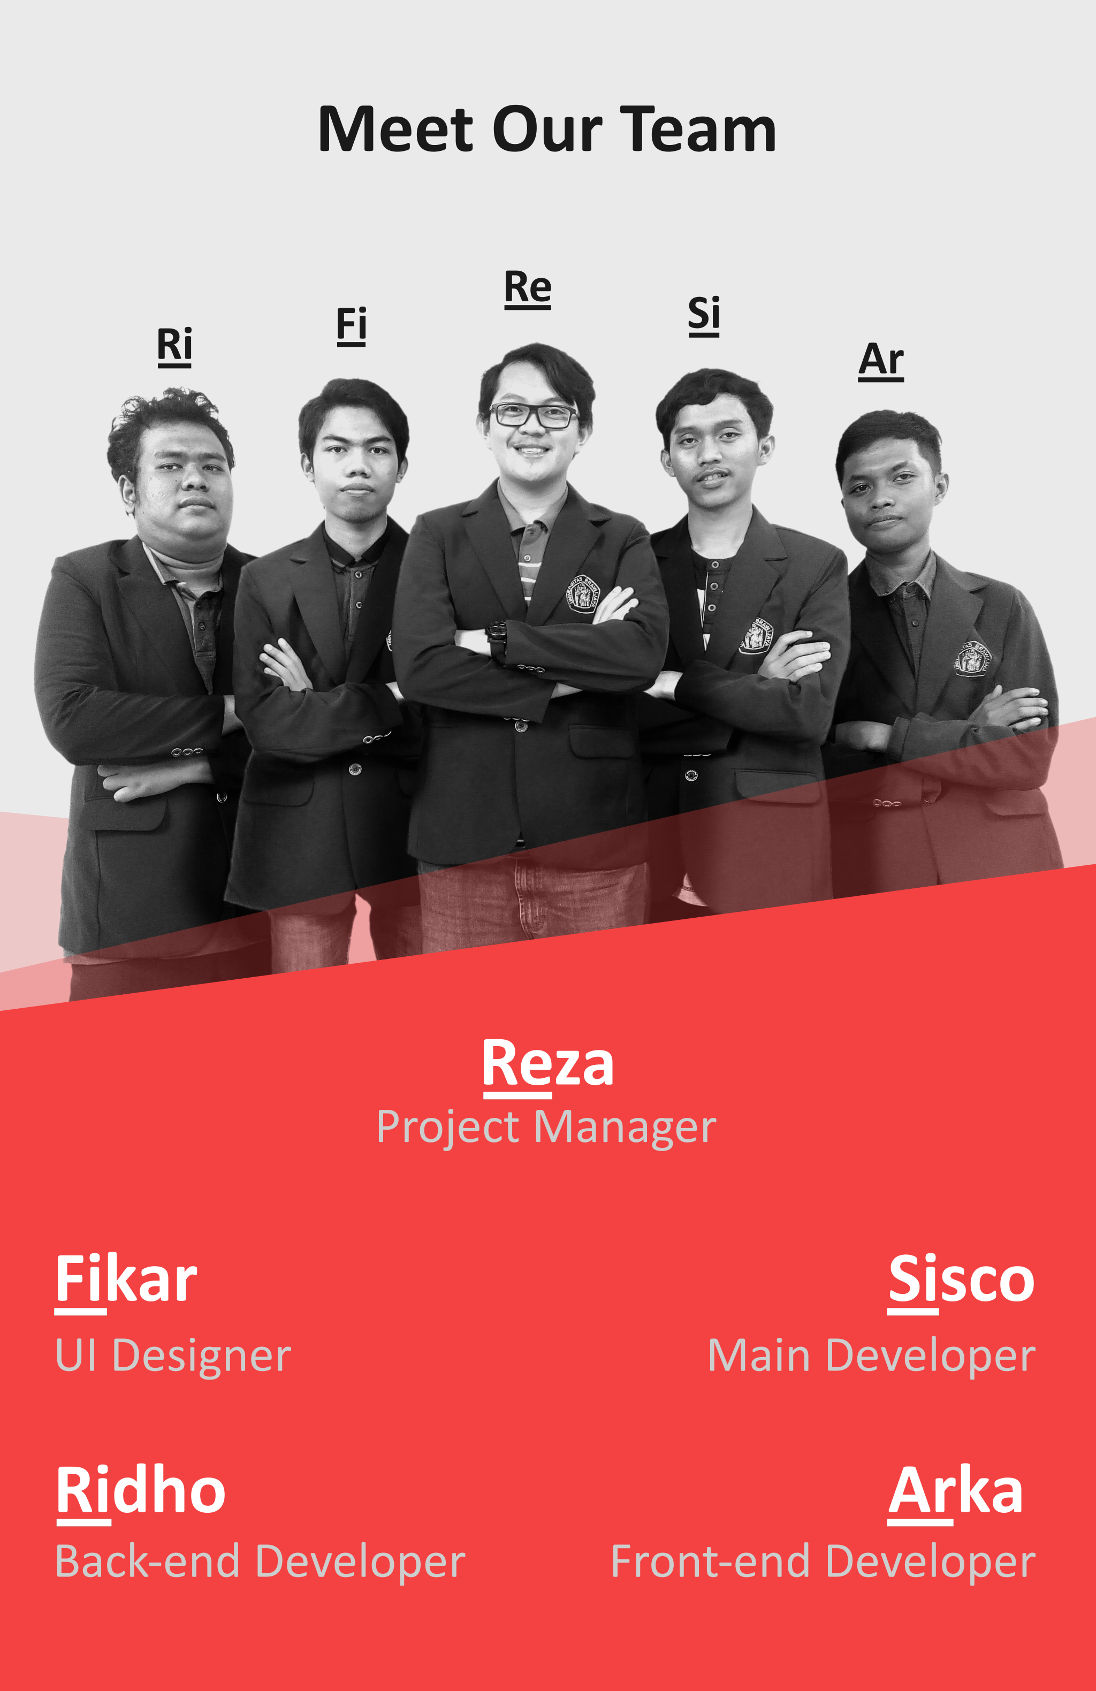 Meet Our Team
Re
Si
Fi
Ri
Ar
Reza
Project Manager
Fikar
UI Designer
Sisco
Main Developer
Ridho
Back-end Developer
Arka
Front-end Developer